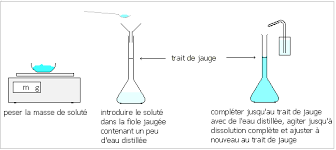 trait de jauge
m g
peser la masse de soluté
introduire le soluté
dans la fiole jaugée
contenant un peu
d'eau distillée
compléter jusqu'au trait de jauge
avec de l'eau distillée, agiter jusqu'à
dissolution complète et ajuster à
nouveau au trait de jauge